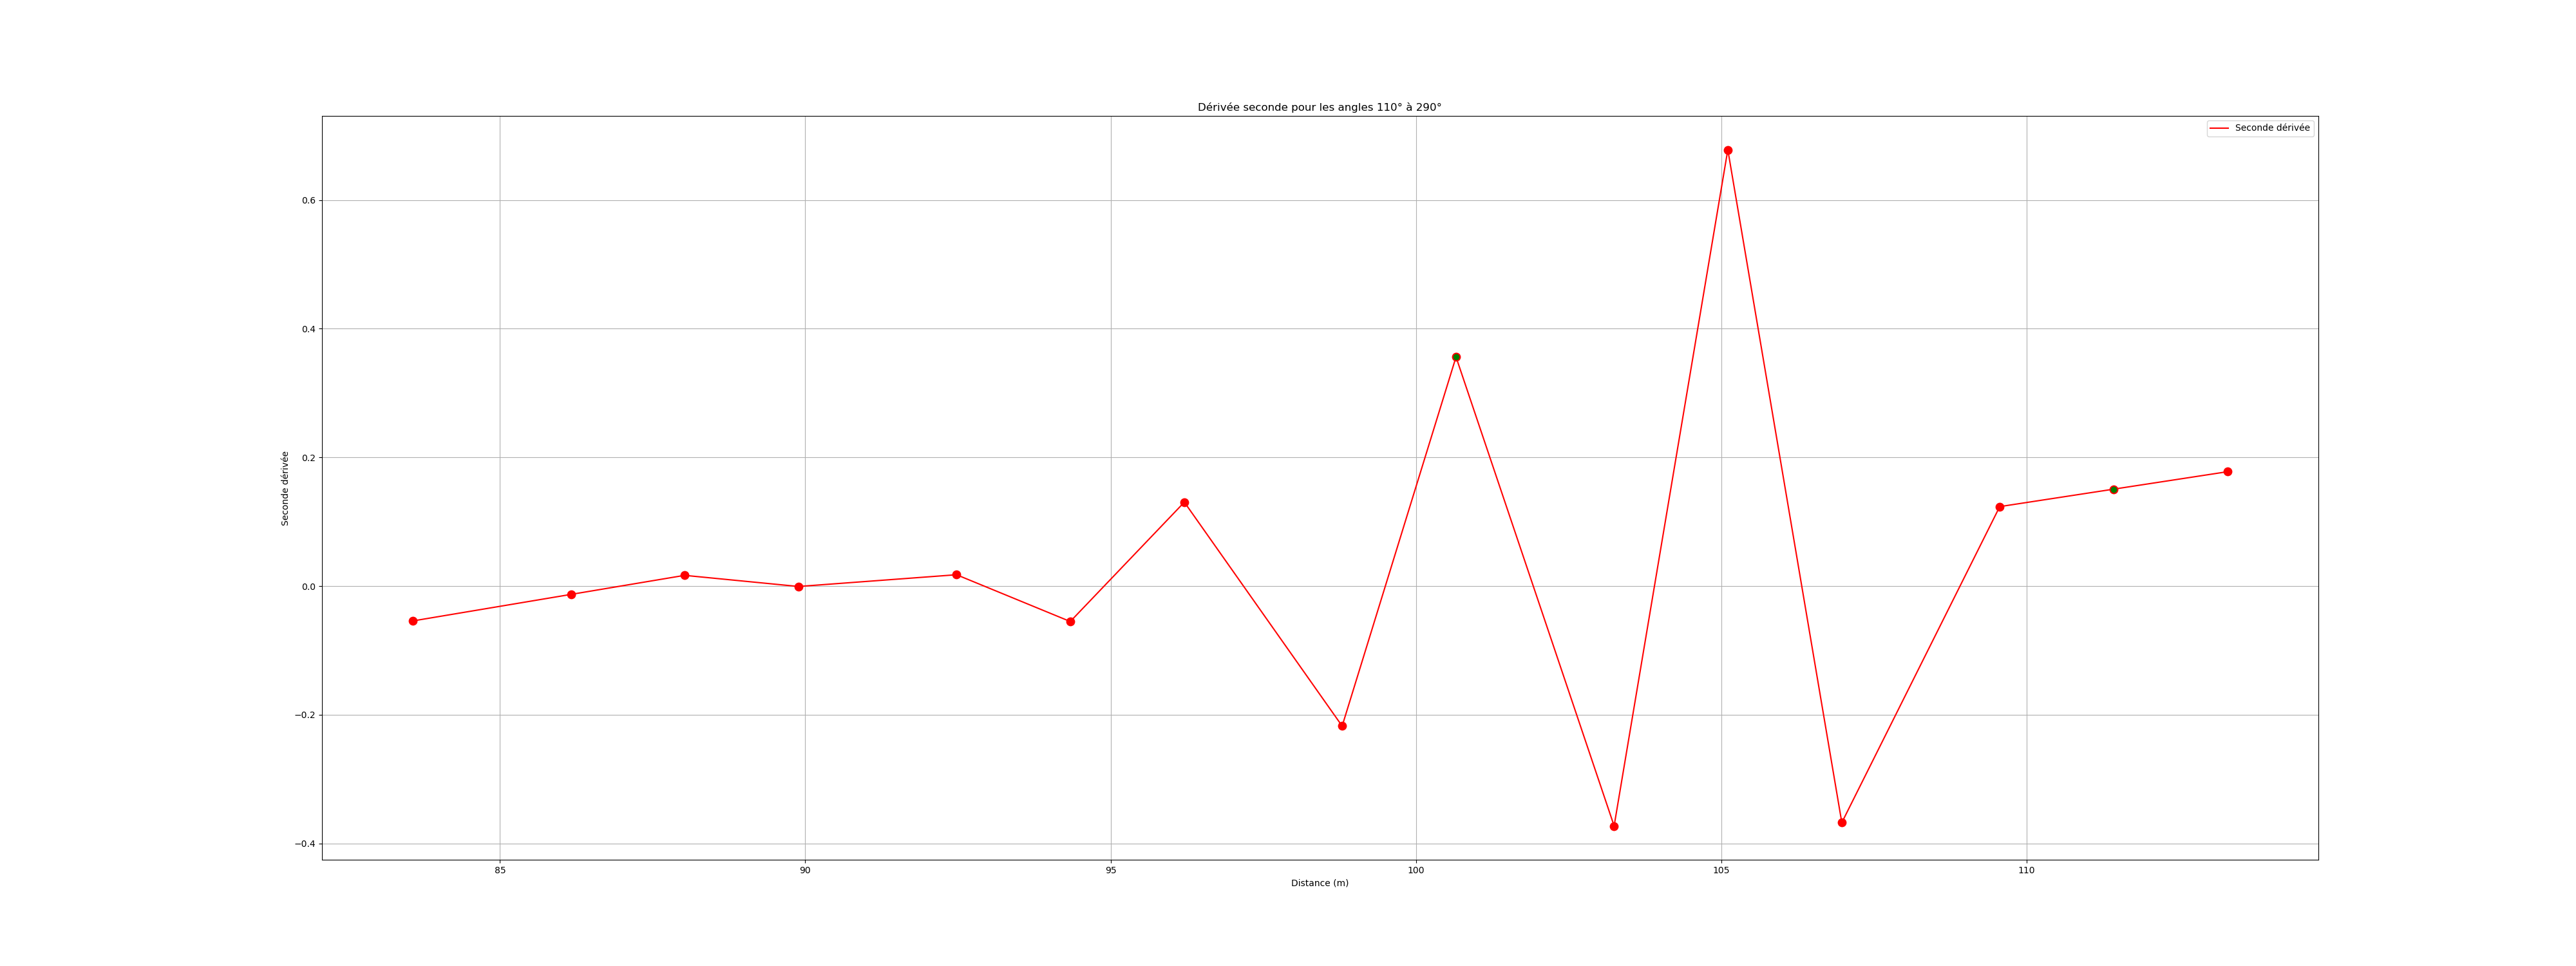 Dérivée seconde pour les angles 110° à 290°
Seconde dérivée
Seconde dérivée
0.6
0.4
0.2
0.0
−0.2
−0.4
85 90 95 100 105 110
Distance (m)